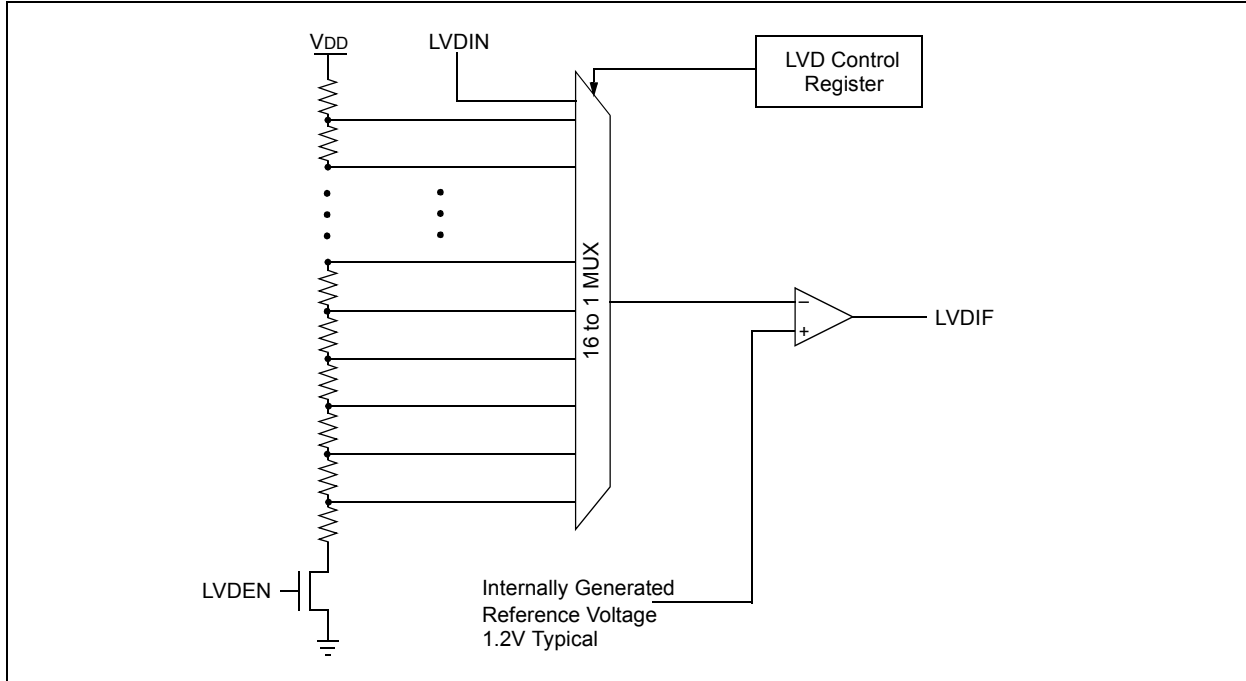 VDD
LVDIN
LVD Control
Register
16 to 1 MUX
−
+
LVDIF
LVDEN
Internally Generated
Reference Voltage
1.2V Typical